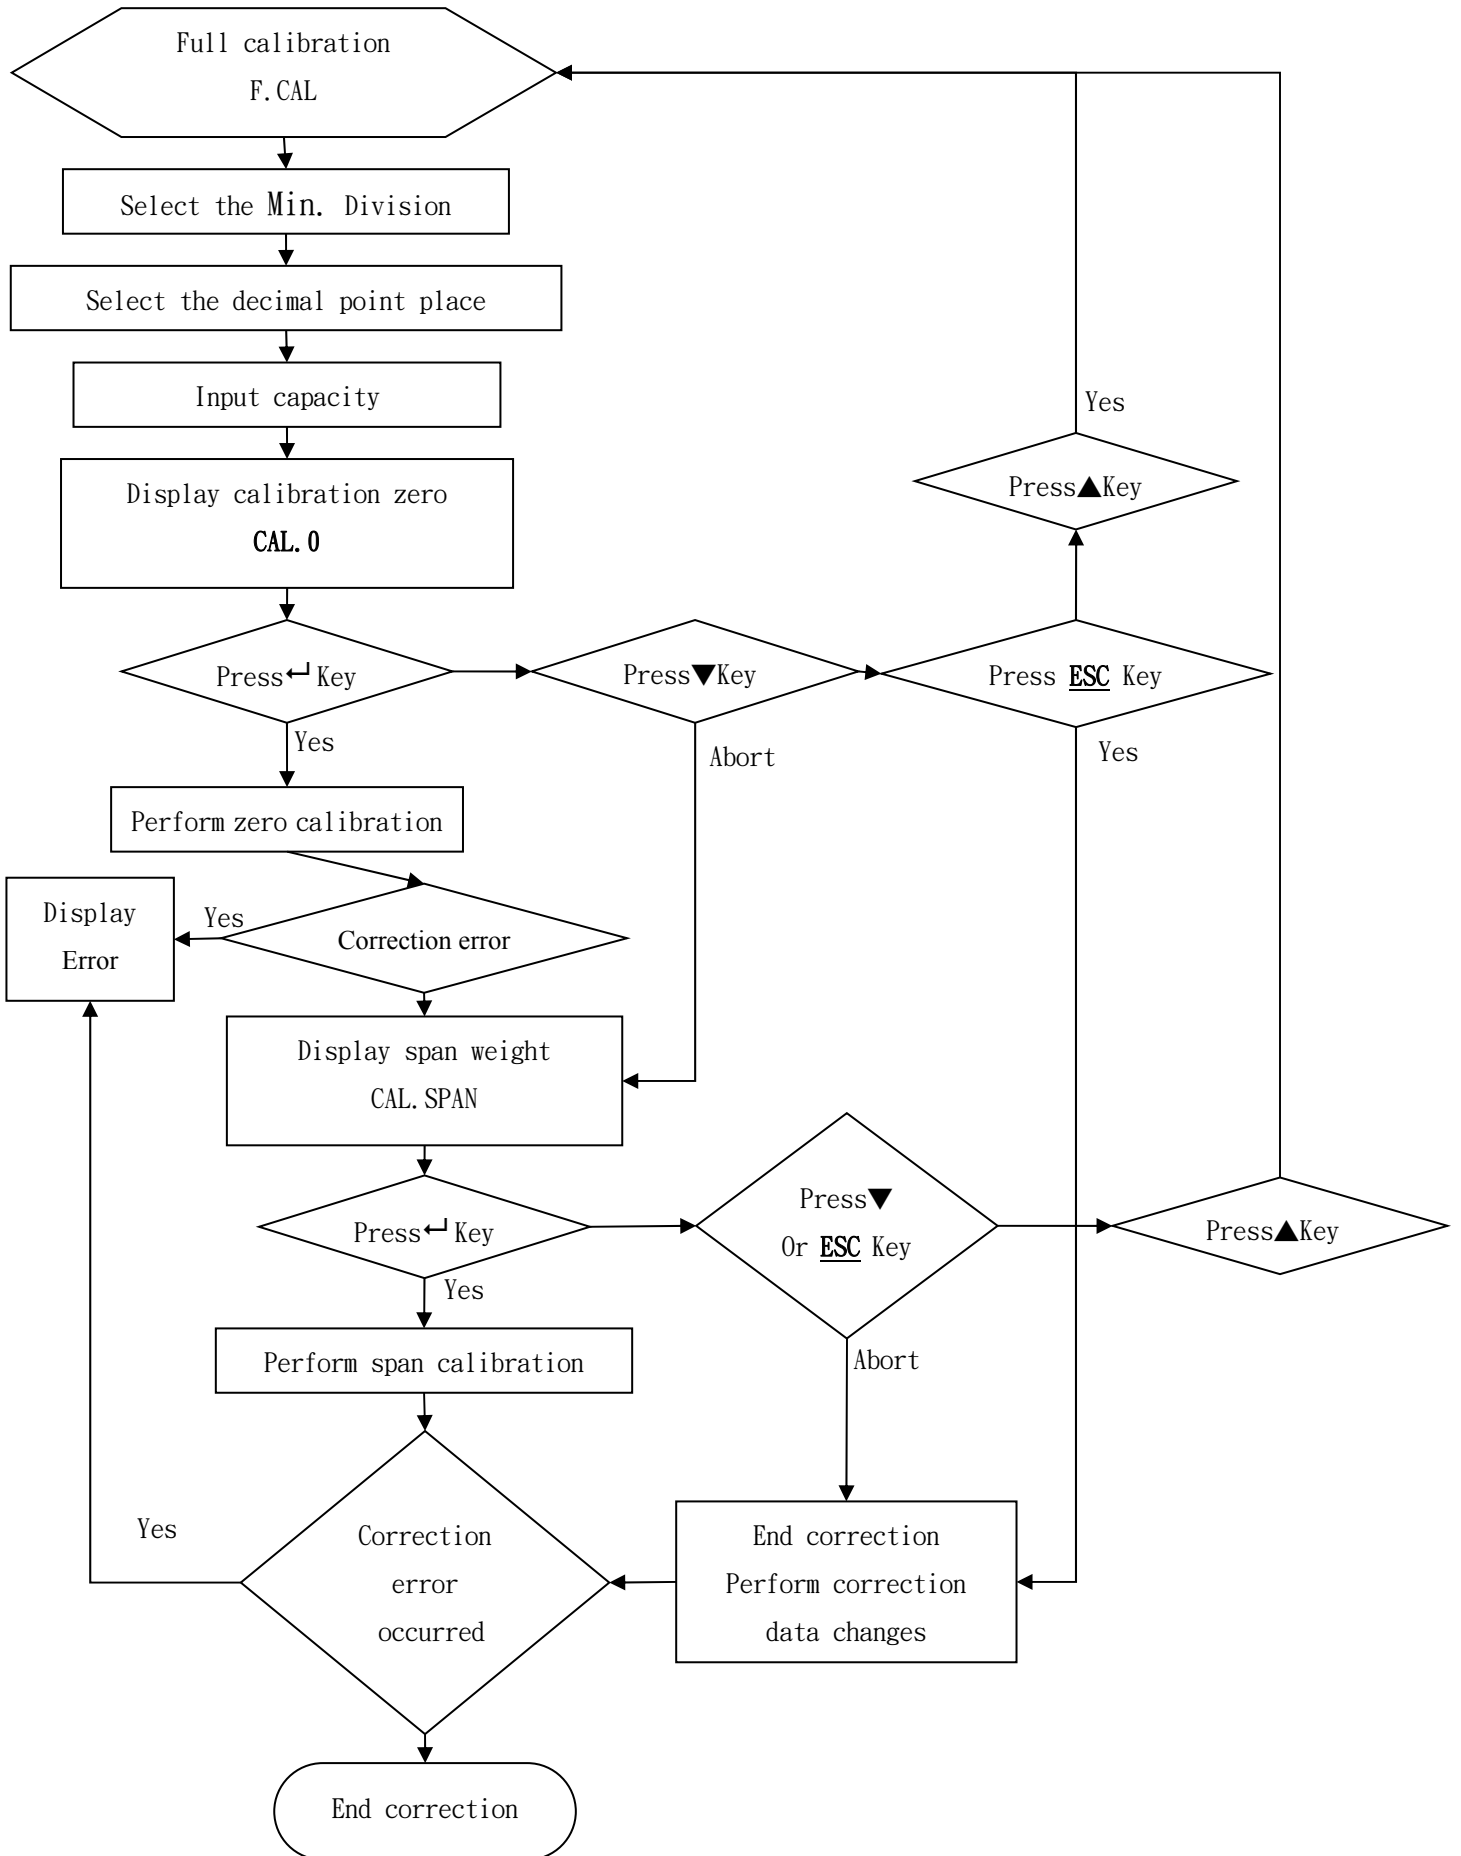 Full calibration
F.CAL
Select the Min. Division
Select the decimal point place
Input capacity
Yes
Display calibration zero
CAL.0
Press▲Key
Press↵Key
Press▼Key
Press ESC Key
Yes
Abort
Yes
Perform zero calibration
Display
Error
Yes
Correction error
Display span weight
CAL.SPAN
Press↵Key
Press▼
Or ESC Key
Press▲Key
Yes
Perform span calibration
Abort
Yes
Correction
error
occurred
End correction
Perform correction
data changes
End correction